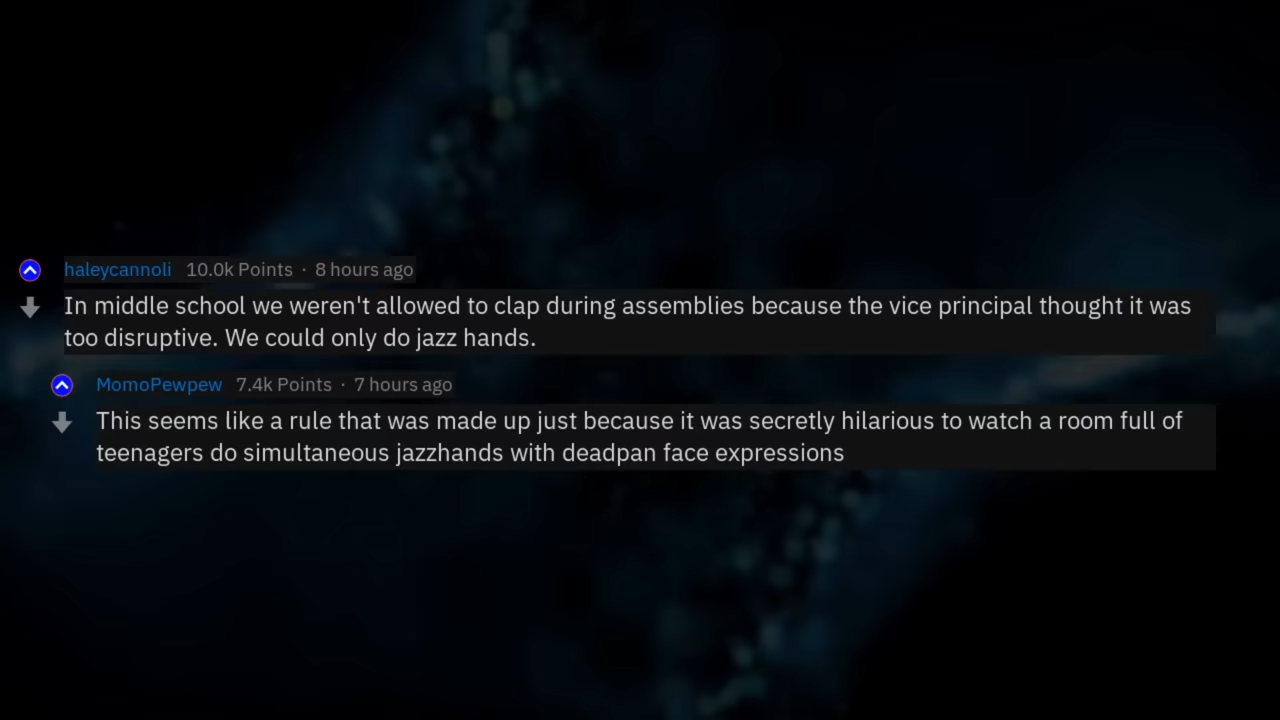 haleycannoli 10.0k Points · 8 hours ago
In middle school we weren't allowed to clap during assemblies because the vice principal thought it was
too disruptive. We could only do jazz hands.
MomoPewpew 7.4k Points · 7 hours ago
This seems like a rule that was made up just because it was secretly hilarious to watch a room full of
teenagers do simultaneous jazzhands with deadpan face expressions